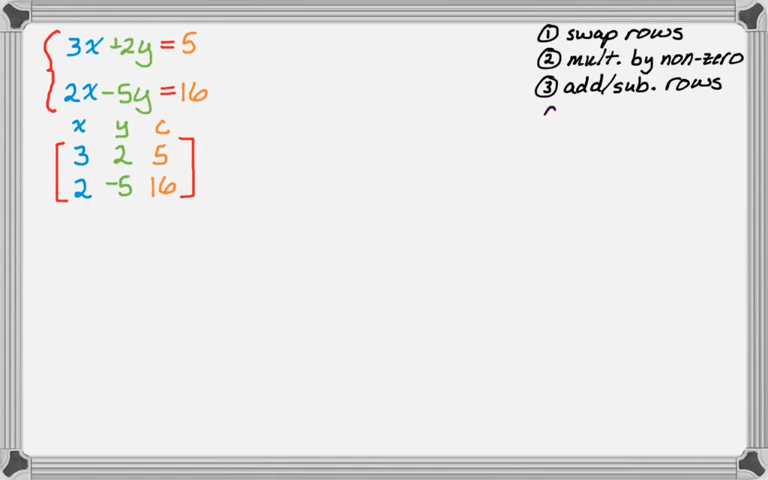 3x+2y=5
2x-5y=16
x y c
3 2 5
2 -5 16
① swap rows
② mult. by non-zero
③ add/sub. rows